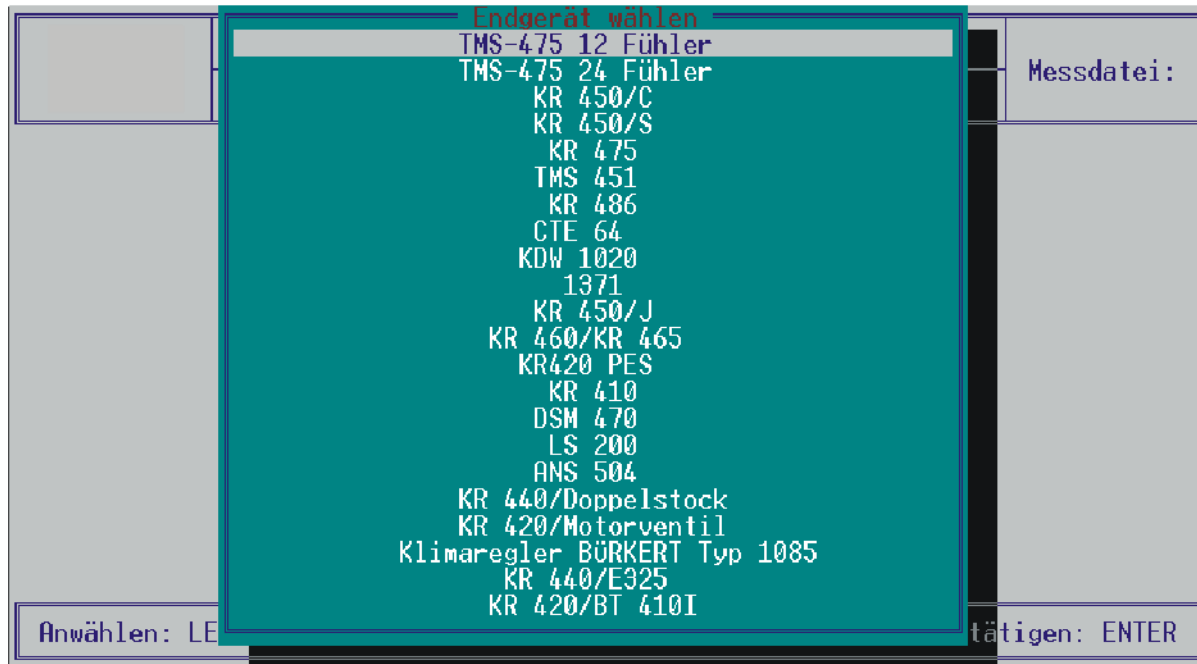 Endgerät wählen
TMS-475 12 Fühler
TMS-475 24 Fühler
KR 450/C
KR 450/S
KR 475
TMS 451
KR 486
CTE 64
KDW 1020
1371
KR 450/J
KR 460/KR 465
KR420 PES
KR 410
DSM 470
LS 200
ANS 504
KR 440/Doppelstock
KR 420/Motorventil
Klimaregler BÜRKERT Typ 1085
KR 440/E325
KR 420/BT 410I
Messdatei:
Anwählen: LE
tätigen: ENTER